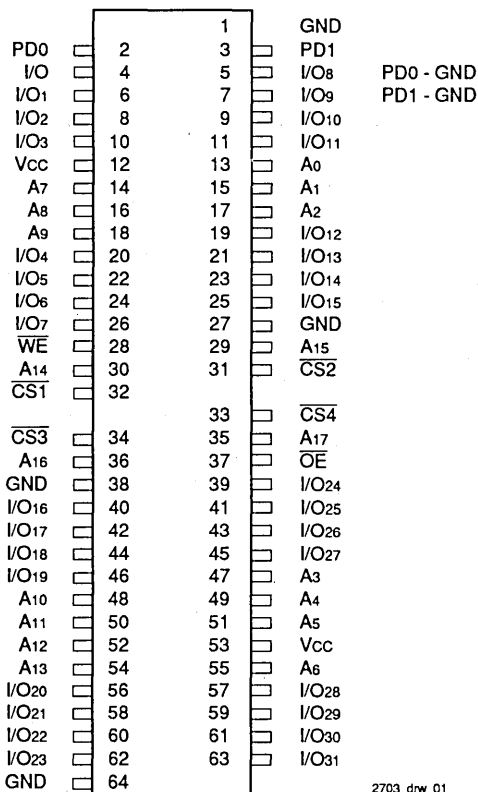 1 GND
PD0 2 3 PD1
I/O 4 5 I/O8 PD0 - GND
I/O1 6 7 I/O9 PD1 - GND
I/O2 8 9 I/O10
I/O3 10 11 I/O11
VCC 12 13 A0
A7 14 15 A1
A8 16 17 A2
A9 18 19 I/O12
I/O4 20 21 I/O13
I/O5 22 23 I/O14
I/O6 24 25 I/O15
I/O7 26 27 GND
W̅E̅ 28 29 A15
A14 30 31 C̅S̅2̅
C̅S̅1̅ 32
33 C̅S̅4̅
C̅S̅3̅ 34 35 A17
A16 36 37 O̅E̅
GND 38 39 I/O24
I/O16 40 41 I/O25
I/O17 42 43 I/O26
I/O18 44 45 I/O27
I/O19 46 47 A3
A10 48 49 A4
A11 50 51 A5
A12 52 53 VCC
A13 54 55 A6
I/O20 56 57 I/O28
I/O21 58 59 I/O29
I/O22 60 61 I/O30
I/O23 62 63 I/O31
GND 64
2703 drw 01